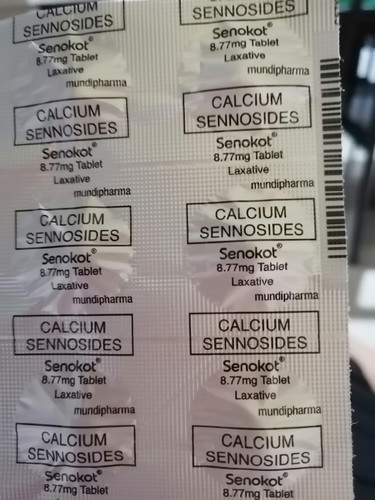 CALCIUM
SENNOSIDES
Senokot®
8.77mg Tablet
Laxative
mundipharma
SENNOSIDES
Senokot®
8.77mg Tablet
Laxative
mundipharma
CALCIUM
SENNOSIDES
Senokot®
8.77mg Tablet
Laxative
mundipharma
CALCIUM
SENNOSIDES
Senokot®
8.77mg Tablet
Laxative
mundipharma
CALCIUM
SENNOSIDES
Senokot®
8.77mg Tablet
Laxative
mundipharma
CALCIUM
SENNOSIDES
Senokot®
8.77mg Tablet
Laxative
mundipharma
CALCIUM
SENNOSIDES
Senokot®
8.77mg Tablet
Laxative
mundipharma
CALCIUM
SENNOSIDES
Senokot®
8.77mg Tablet
Laxative
mundipharma
CALCIUM
SENNOSIDES
Senokot®
8.77mg Tablet
CALCIUM
SENNOSIDES
Senokot®
8.77mg Tablet